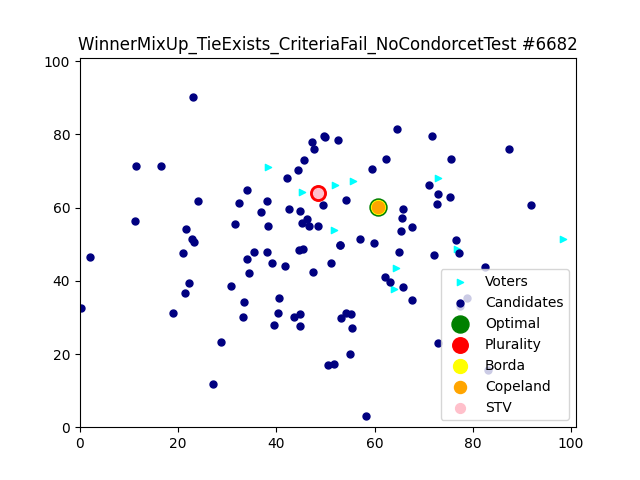 WinnerMixUp_TieExists_CriteriaFail_NoCondorcetTest #6682
100
80
60
40
20
0
0 20 40 60 80 100
Voters
Candidates
Optimal
Plurality
Borda
Copeland
STV